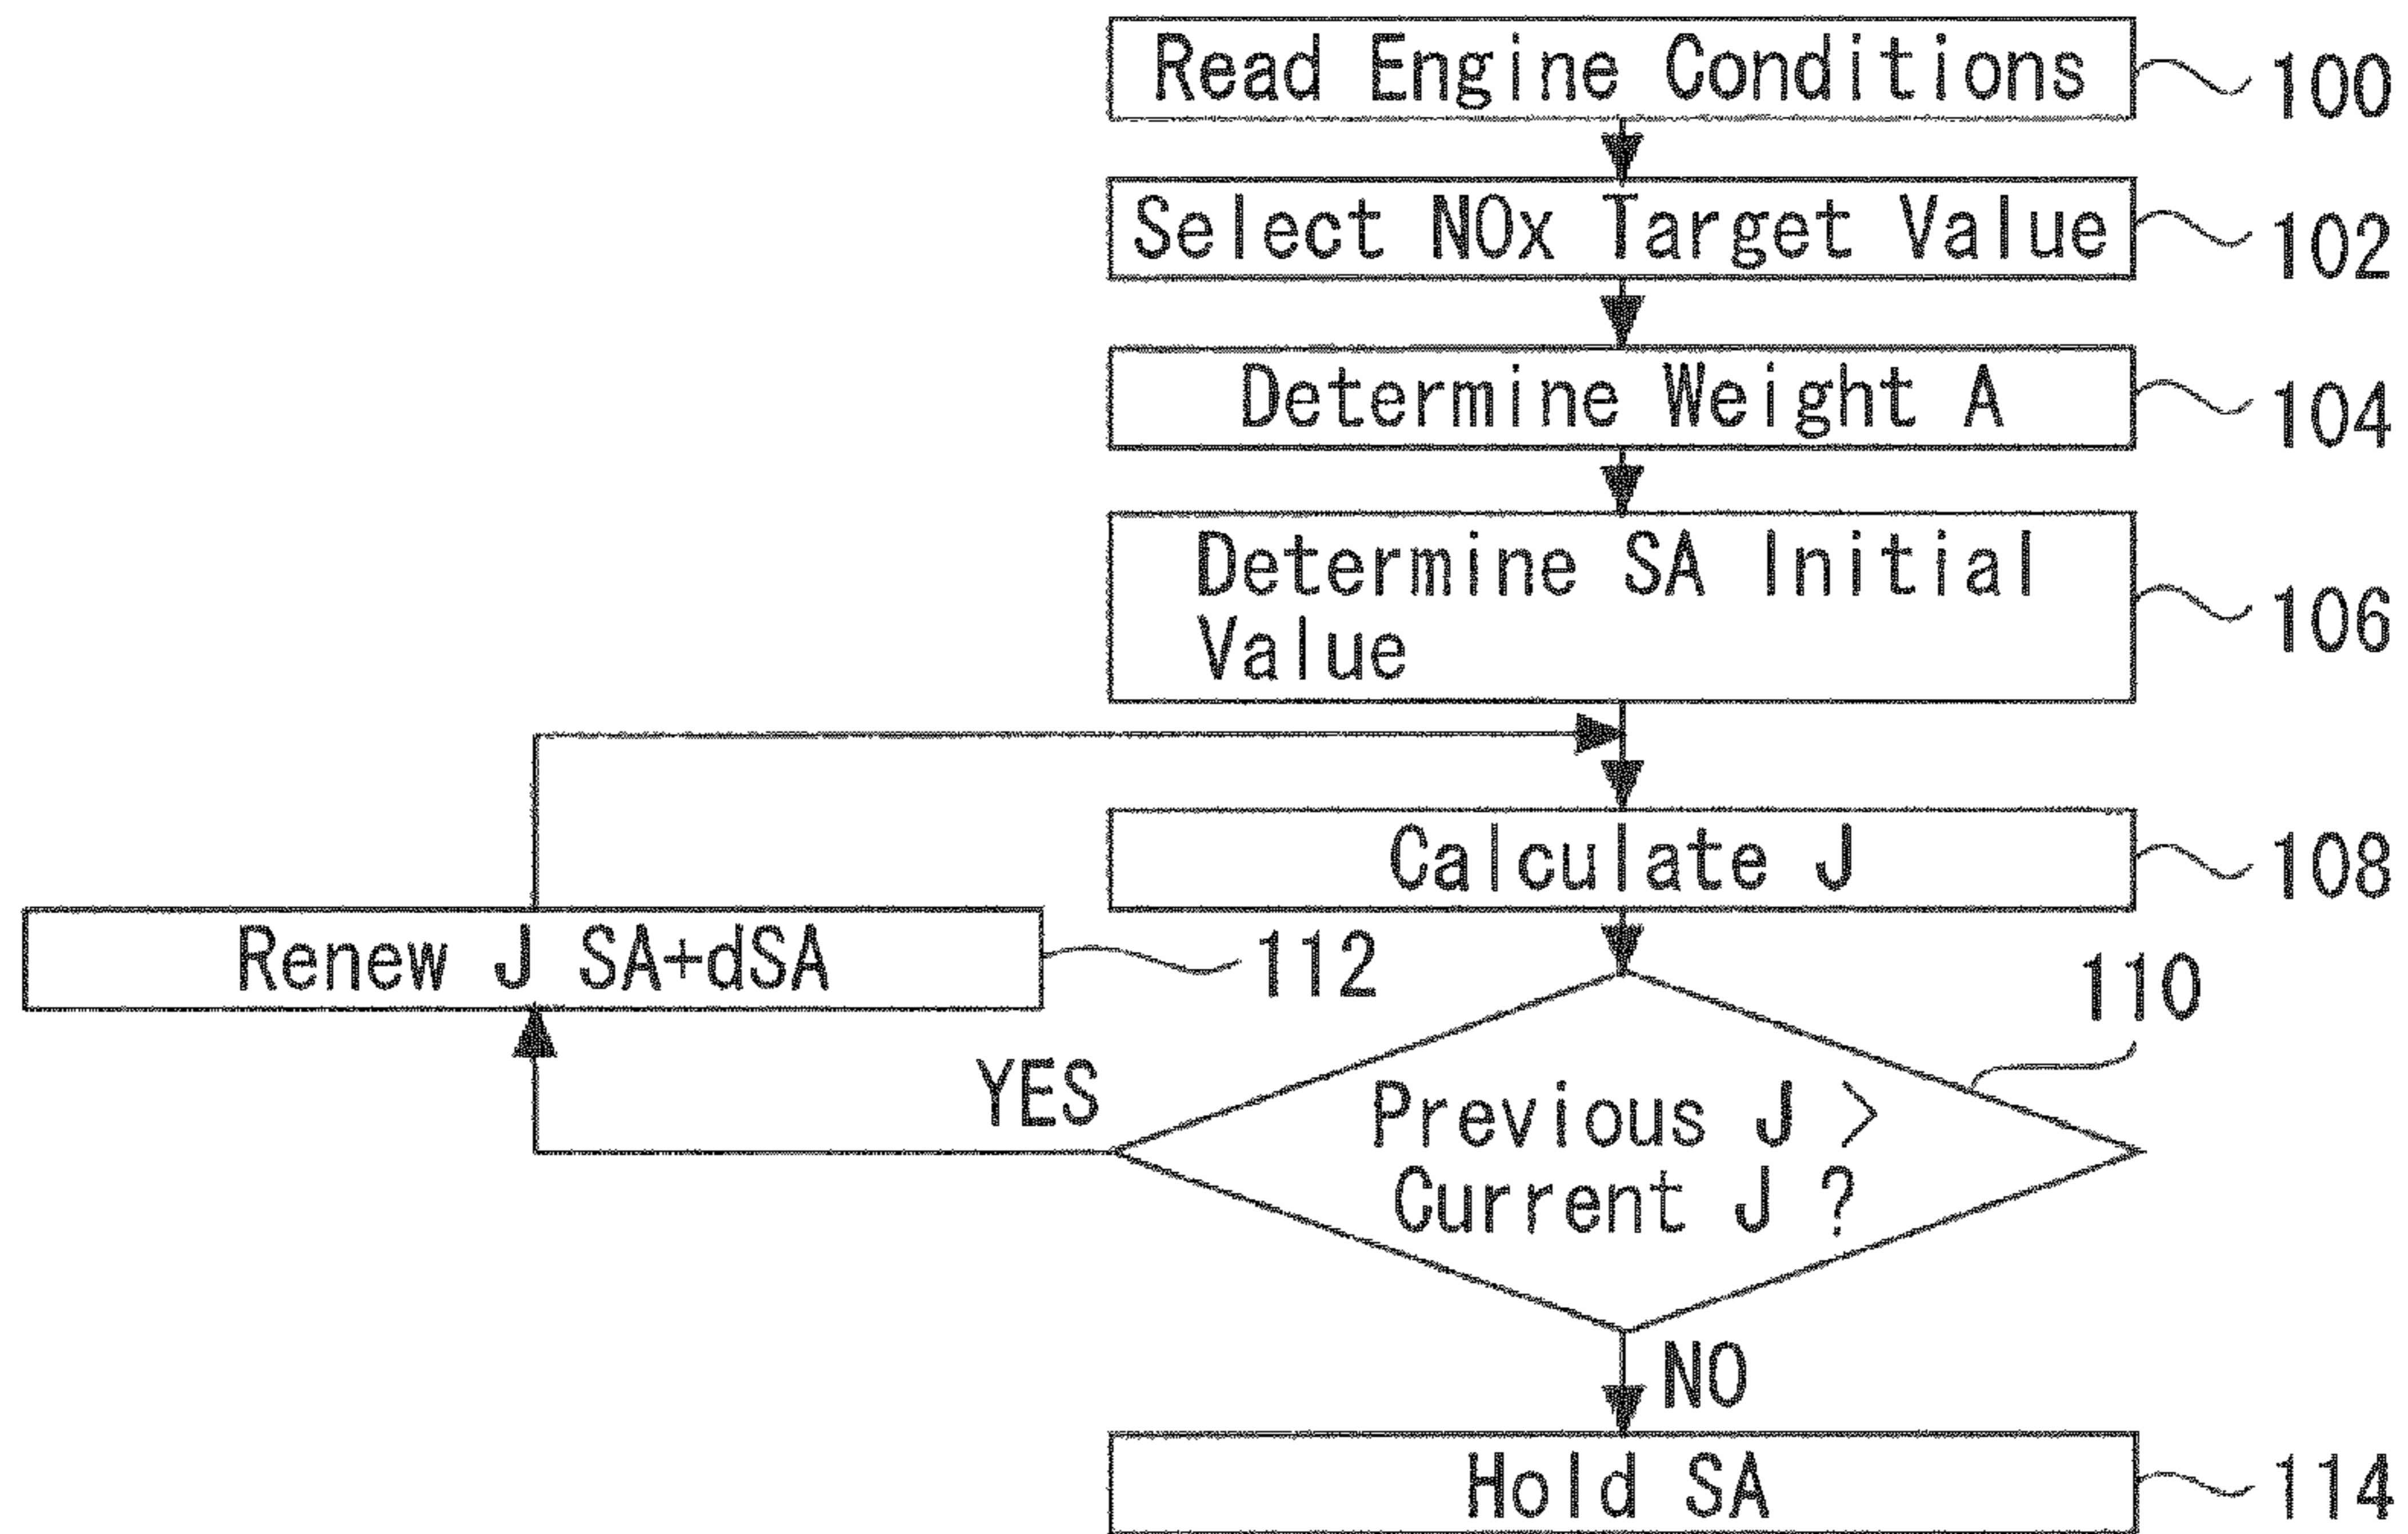 Read Engine Conditions
100
Select NOx Target Value
102
Determine Weight A
104
Determine SA Initial
Value
106
Calculate J
108
Renew J SA+dSA
112
110
YES
Previous J >
Current J ?
NO
Hold SA
114